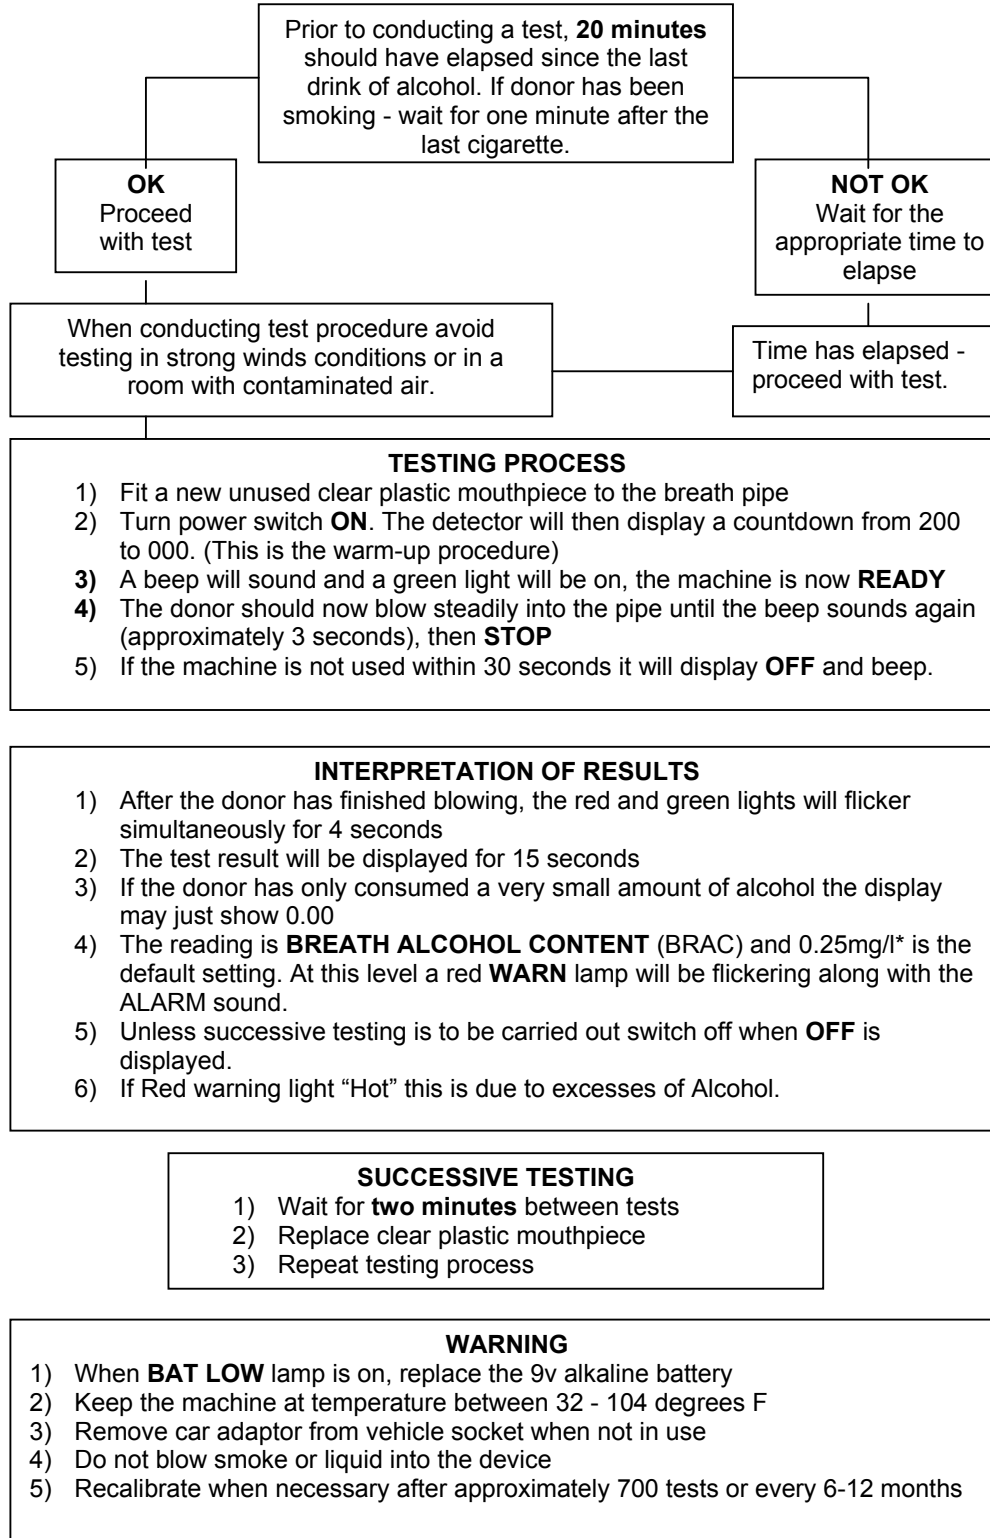 Prior to conducting a test, 20 minutes
should have elapsed since the last
drink of alcohol. If donor has been
smoking - wait for one minute after the
last cigarette.
OK
Proceed
with test
NOT OK
Wait for the
appropriate time to
elapse
When conducting test procedure avoid
testing in strong winds conditions or in a
room with contaminated air.
Time has elapsed -
proceed with test.
TESTING PROCESS
1) Fit a new unused clear plastic mouthpiece to the breath pipe
2) Turn power switch ON. The detector will then display a countdown from 200
to 000. (This is the warm-up procedure)
3) A beep will sound and a green light will be on, the machine is now READY
4) The donor should now blow steadily into the pipe until the beep sounds again
(approximately 3 seconds), then STOP
5) If the machine is not used within 30 seconds it will display OFF and beep.
INTERPRETATION OF RESULTS
1) After the donor has finished blowing, the red and green lights will flicker
simultaneously for 4 seconds
2) The test result will be displayed for 15 seconds
3) If the donor has only consumed a very small amount of alcohol the display
may just show 0.00
4) The reading is BREATH ALCOHOL CONTENT (BRAC) and 0.25mg/l* is the
default setting. At this level a red WARN lamp will be flickering along with the
ALARM sound.
5) Unless successive testing is to be carried out switch off when OFF is
displayed.
6) If Red warning light “Hot” this is due to excesses of Alcohol.
SUCCESSIVE TESTING
1) Wait for two minutes between tests
2) Replace clear plastic mouthpiece
3) Repeat testing process
WARNING
1) When BAT LOW lamp is on, replace the 9v alkaline battery
2) Keep the machine at temperature between 32 - 104 degrees F
3) Remove car adaptor from vehicle socket when not in use
4) Do not blow smoke or liquid into the device
5) Recalibrate when necessary after approximately 700 tests or every 6-12 months